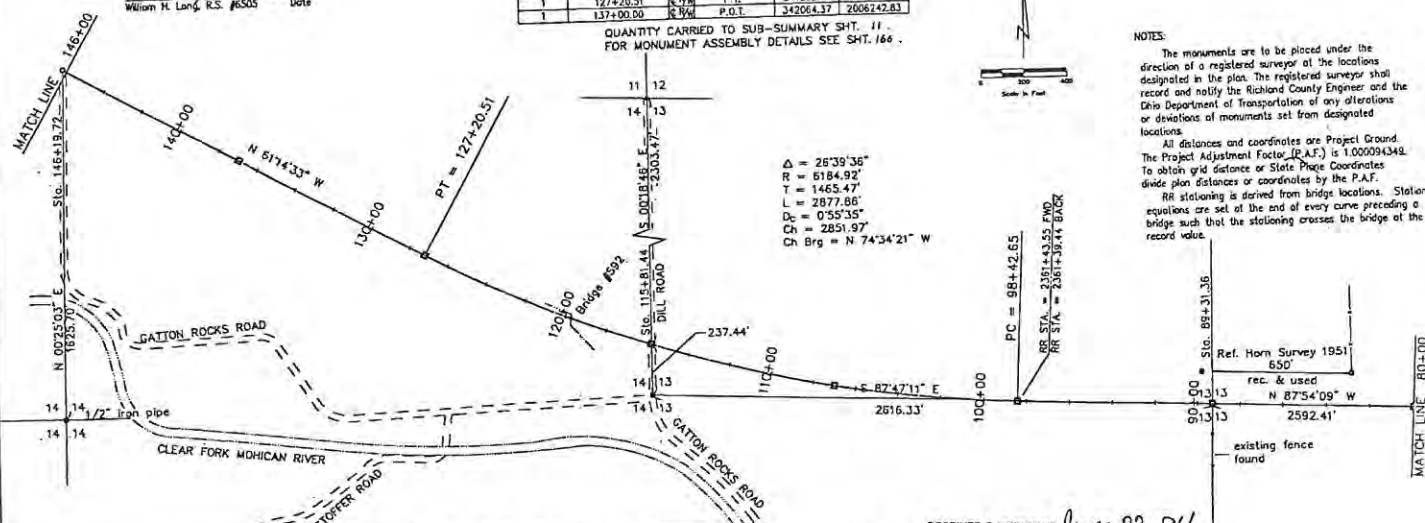 William H. Long, R.S. #6505 Date
1 127+20.51
1 137+00.00 P.O.T. 342064.37 2006242.83
QUANTITY CARRIED TO SUB-SUMMARY SHT. 11.
FOR MONUMENT ASSEMBLY DETAILS SEE SHT. 166.
0 200 400
Scale in Feet
NOTES:
The monuments are to be placed under the
direction of a registered surveyor at the locations
designated in the plan. The registered surveyor shall
record and notify the Richland County Engineer and the
Ohio Department of Transportation of any alterations
or deviations of monuments set from designated
locations.
All distances and coordinates are Project Ground.
The Project Adjustment Factor (P.A.F.) is 1.000094349.
To obtain grid distance or State Plane Coordinates
divide plan distances or coordinates by the P.A.F.
RR stationing is derived from bridge locations. Station
equations are set at the end of every curve preceding a
bridge such that the stationing crosses the bridge at the
record value.
MATCH LINE 146+00
Sta. 146+19.72
N 00°25'03" E
1625.70
140+00
N 61°14'33" W
130+00
PT = 127+20.51
120+00
Bridge #592
11 12
14 13
S 00°18'46" E
2303.47
Sta. 115+81.44
DILL ROAD
237.44'
14 13
14 13
Δ = 26°39'36"
R = 6184.92'
T = 1465.47'
L = 2877.86'
Dc = 0°55'35"
Ch = 2851.97'
Ch Brg = N 74°34'21" W
110+00
S 87°47'11" E
2616.33'
100+00
PC = 98+42.65
RR STA. = 2361+43.55 FWD
RR STA. = 2361+39.44 BACK
Sta. 89+31.36
Ref. Horn Survey 1951
650'
rec. & used
N 87°54'09" W
2592.41'
90+00
13 13
13 13
existing fence
found
MATCH LINE 80+00
GATTON ROCKS ROAD
14 14
14 14
1/2" iron pipe
CLEAR FORK MOHICAN RIVER
GATTON ROCKS ROAD
STOFFER ROAD